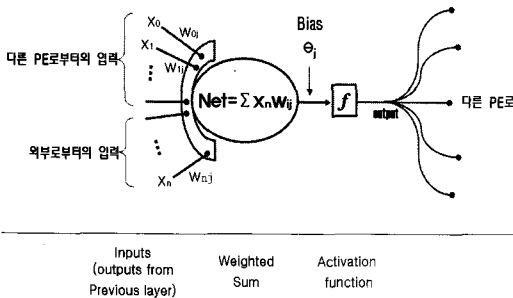 X0 W0j
X1 W1j
다른 PE로부터의 입력
외부로부터의 입력
Xn Wnj
Net=ΣXnWij
Bias
θj
f
output
다른 PE로
Inputs
(outputs from
Previous layer)
Weighted
Sum
Activation
function